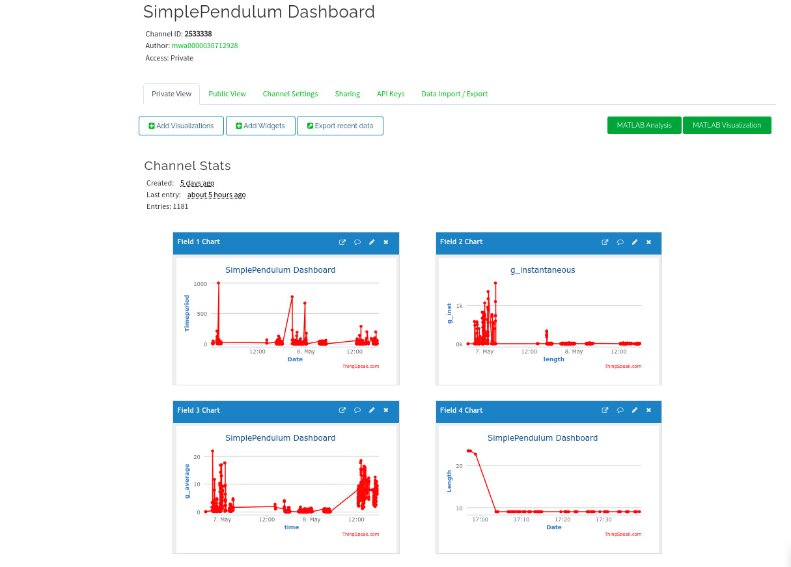 SimplePendulum Dashboard
Channel ID: 2533338
Author: mwa0000030712928
Access: Private
Private View Public View Channel Settings Sharing API Keys Data Import / Export
Add Visualizations Add Widgets Export recent data MATLAB Analysis MATLAB Visualization
Channel Stats
Created: 5 days ago
Last entry: about 5 hours ago
Entries: 1181
Field 1 Chart
SimplePendulum Dashboard
Timeperiod
1000
500
0
12:00 8. May 12:00
Date
ThingSpeak.com
Field 2 Chart
g_instantaneous
g_inst
1k
0k
7. May 12:00 8. May 12:00
length
ThingSpeak.com
Field 3 Chart
SimplePendulum Dashboard
g_average
20
10
0
7. May 12:00 8. May 12:00
time
ThingSpeak.com
Field 4 Chart
SimplePendulum Dashboard
Length
20
10
17:00 17:10 17:20 17:30
Date
ThingSpeak.com